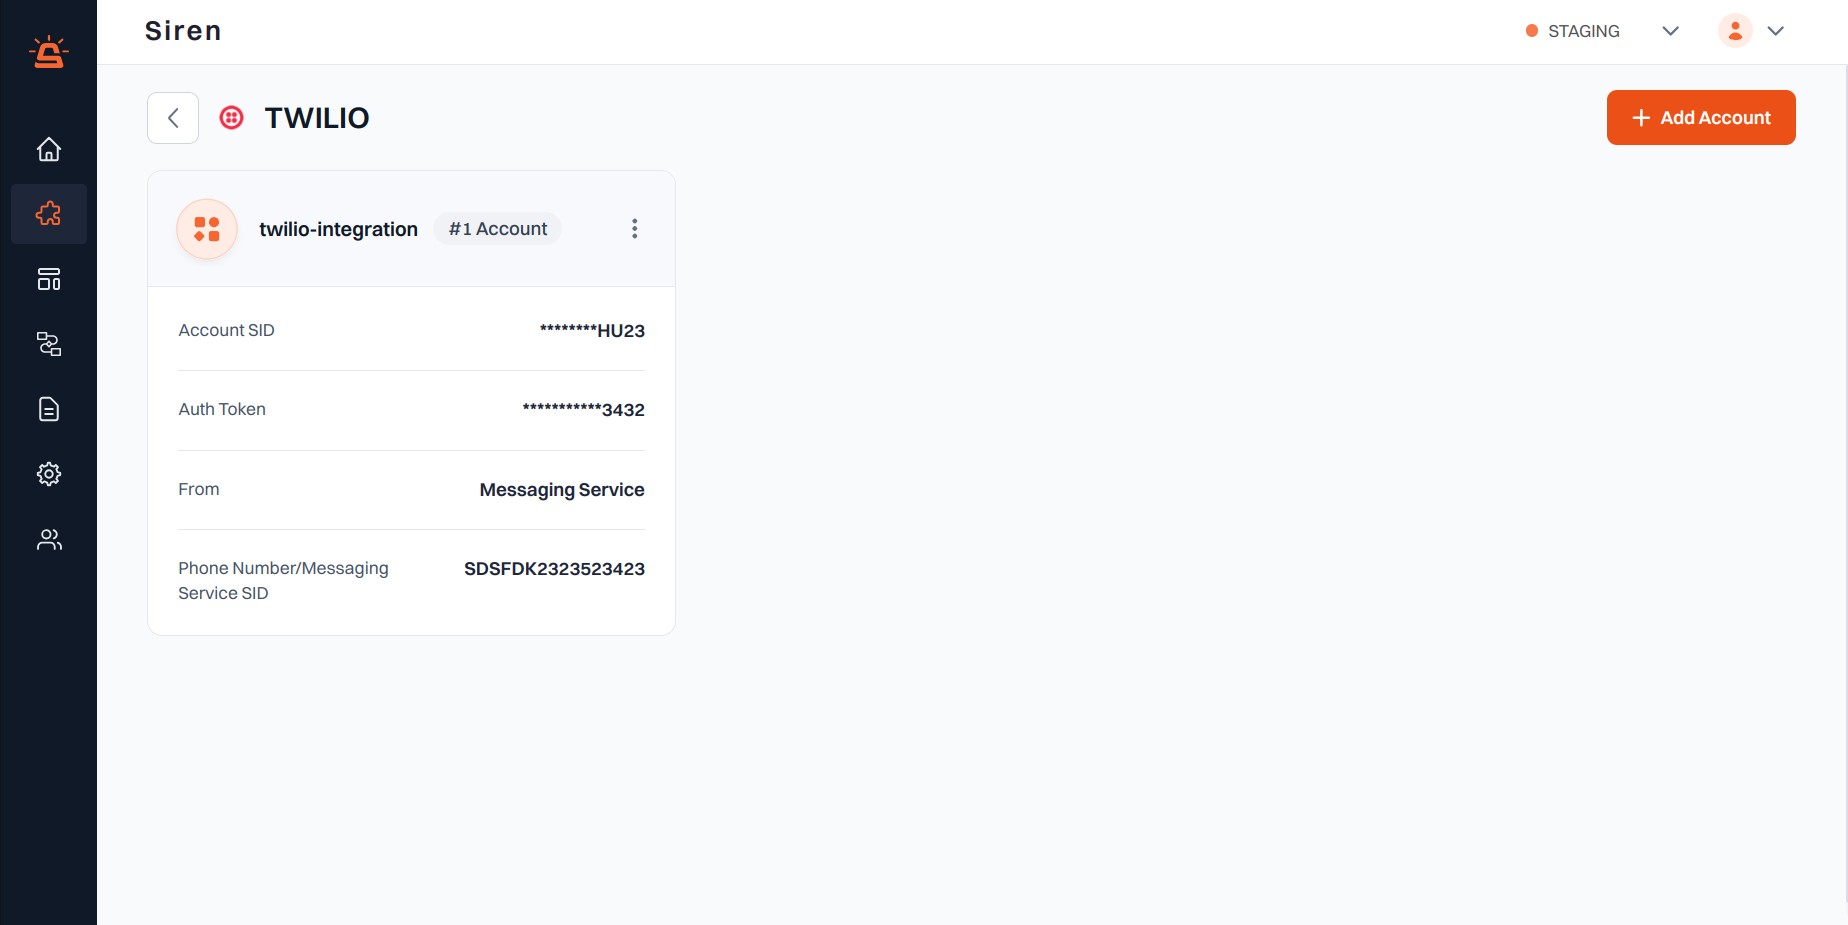 Siren
STAGING
TWILIO
Add Account
twilio-integration
#1 Account
Account SID
********HU23
Auth Token
***********3432
From
Messaging Service
Phone Number/Messaging
Service SID
SDSFDK2323523423